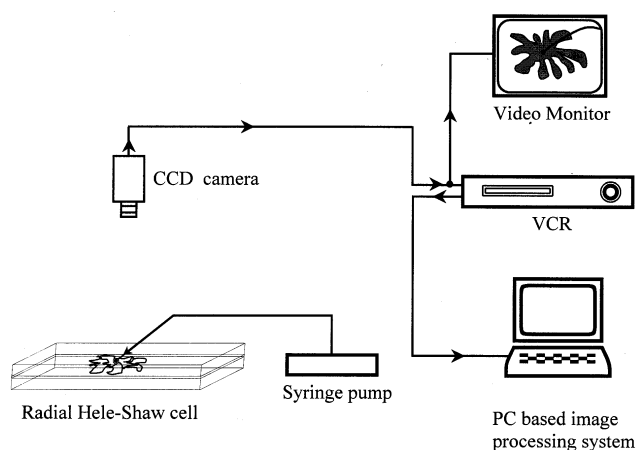 Video Monitor
CCD camera
VCR
Syringe pump
Radial Hele-Shaw cell
PC based image
processing system